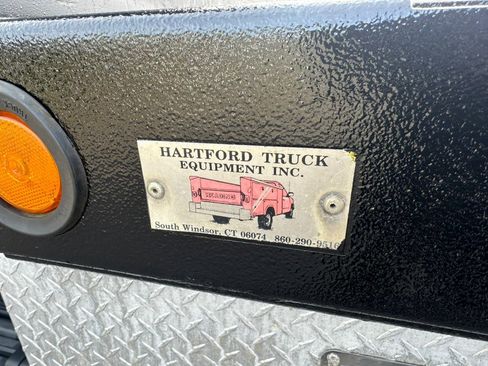 HARTFORD TRUCK
EQUIPMENT INC.
South Windsor, CT 06074 860-290-9516